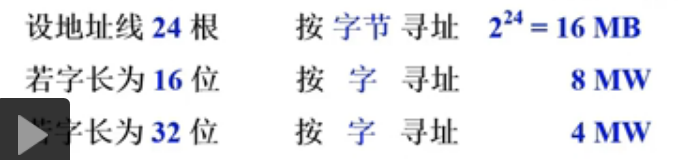 设地址线 24 根 按 字节 寻址 2²⁴ = 16 MB
若字长为 16 位 按 字 寻址 8 MW
字长为 32 位 按 字 寻址 4 MW